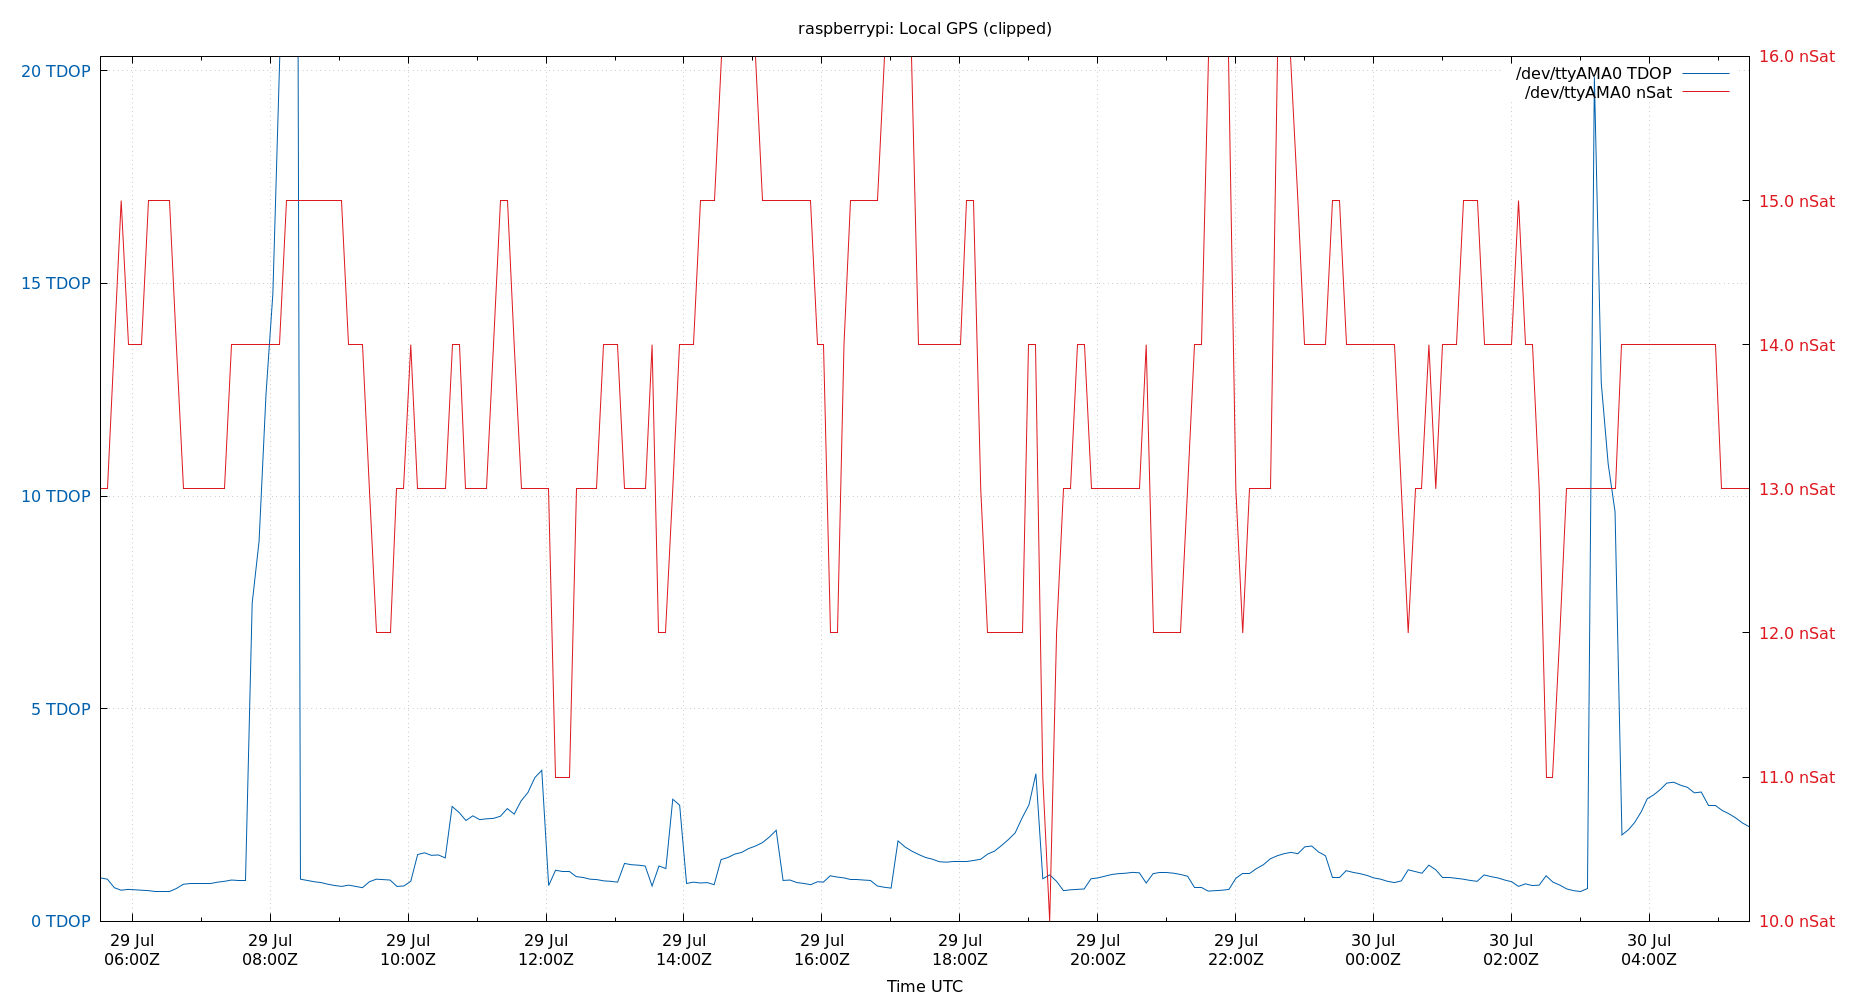 raspberrypi: Local GPS (clipped)
20 TDOP
15 TDOP
10 TDOP
5 TDOP
0 TDOP
/dev/ttyAMA0 TDOP
/dev/ttyAMA0 nSat
16.0 nSat
15.0 nSat
14.0 nSat
13.0 nSat
12.0 nSat
11.0 nSat
10.0 nSat
29 Jul 29 Jul 29 Jul 29 Jul 29 Jul 29 Jul 29 Jul 29 Jul 29 Jul 30 Jul 30 Jul 30 Jul
06:00Z 08:00Z 10:00Z 12:00Z 14:00Z 16:00Z 18:00Z 20:00Z 22:00Z 00:00Z 02:00Z 04:00Z
Time UTC